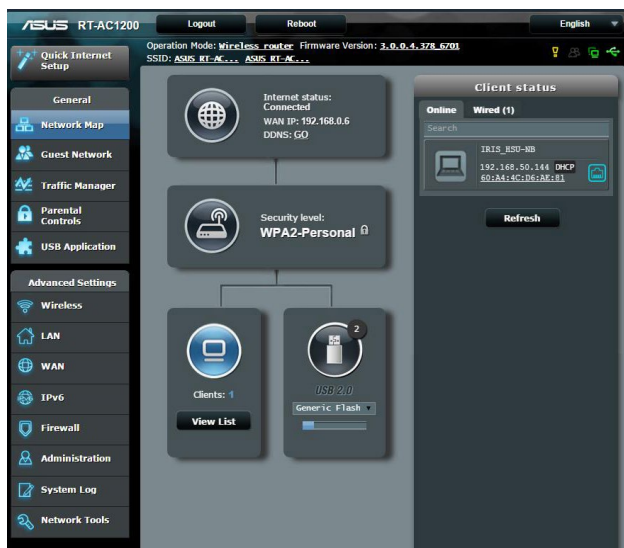 ASUS RT-AC1200
Logout
Reboot
English
Operation Mode: Wireless router Firmware Version: 3.0.0.4.378_6701
SSID: ASUS RT-AC... ASUS RT-AC...
Quick Internet
Setup
General
Network Map
Guest Network
Traffic Manager
Parental
Controls
USB Application
Advanced Settings
Wireless
LAN
WAN
IPv6
Firewall
Administration
System Log
Network Tools
Internet status:
Connected
WAN IP: 192.168.0.6
DDNS: GO
Security level:
WPA2-Personal
Clients: 1
View List
2
USB 2.0
Generic Flash
Client status
Online Wired (1)
Search
IRIS_HSU-NB
192.168.50.144 DHCP
60:A4:4C:D6:AE:81
Refresh